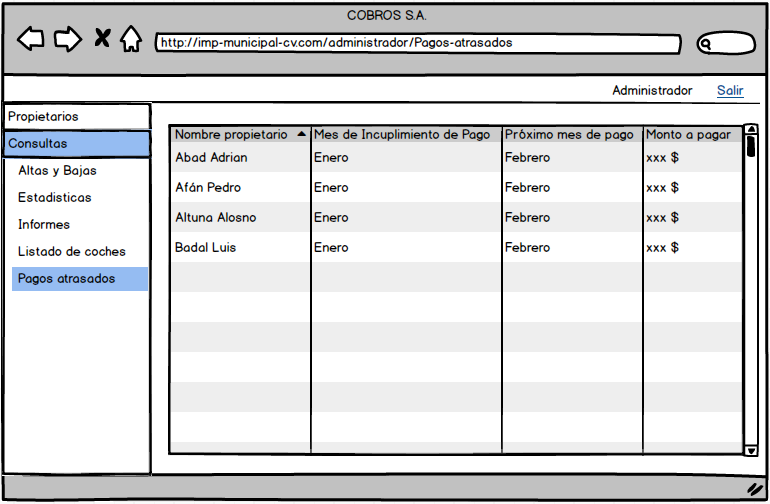 COBROS S.A.
http://imp-municipal-cv.com/administrador/Pagos-atrasados
Administrador Salir
Propietarios
Consultas
Altas y Bajas
Estadisticas
Informes
Listado de coches
Pagos atrasados
Nombre propietario Mes de Incuplimiento de Pago Próximo mes de pago Monto a pagar
Abad Adrian Enero Febrero xxx $
Afán Pedro Enero Febrero xxx $
Altuna Alosno Enero Febrero xxx $
Badal Luis Enero Febrero xxx $